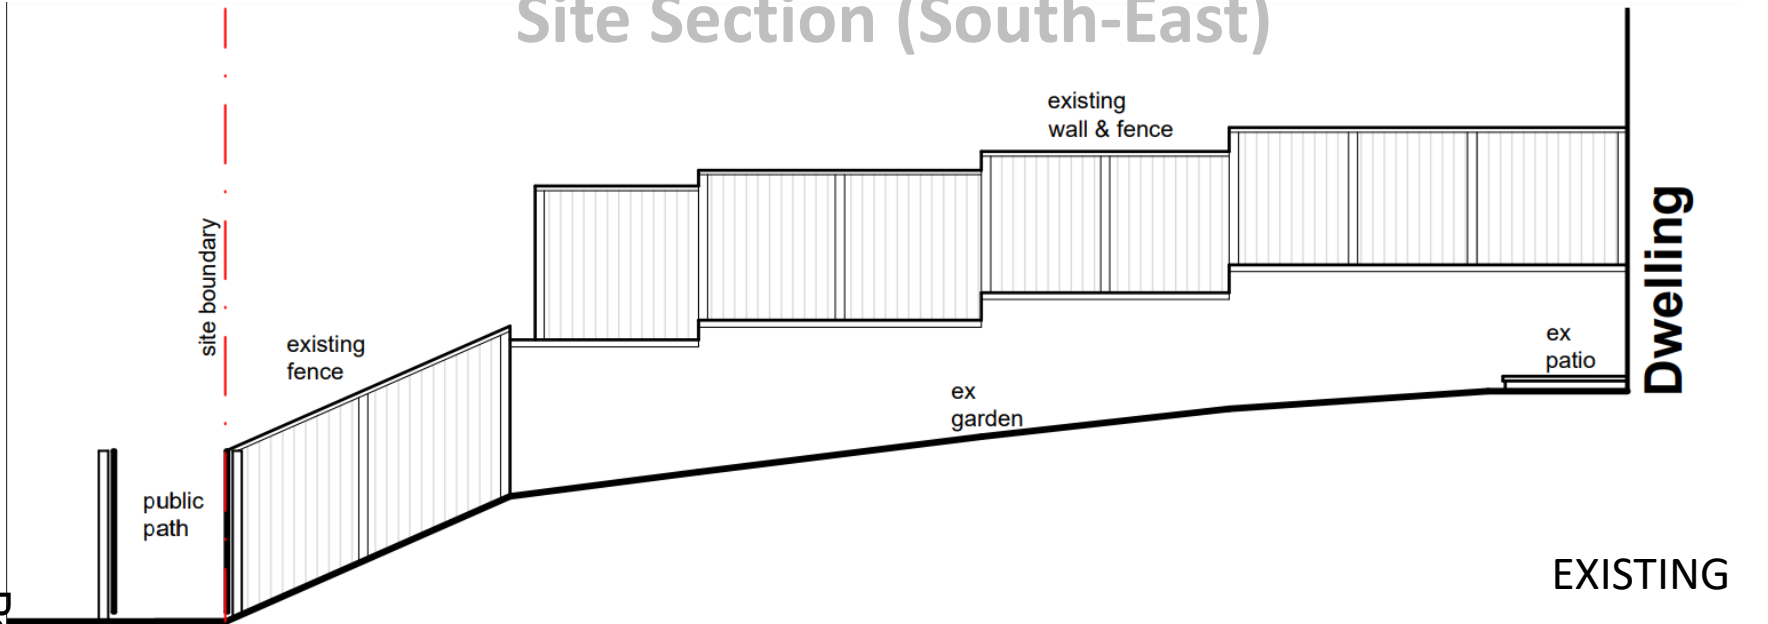 Site Section (South-East)
existing
wall & fence
site boundary
existing
fence
ex
patio
Dwelling
ex
garden
public
path
EXISTING